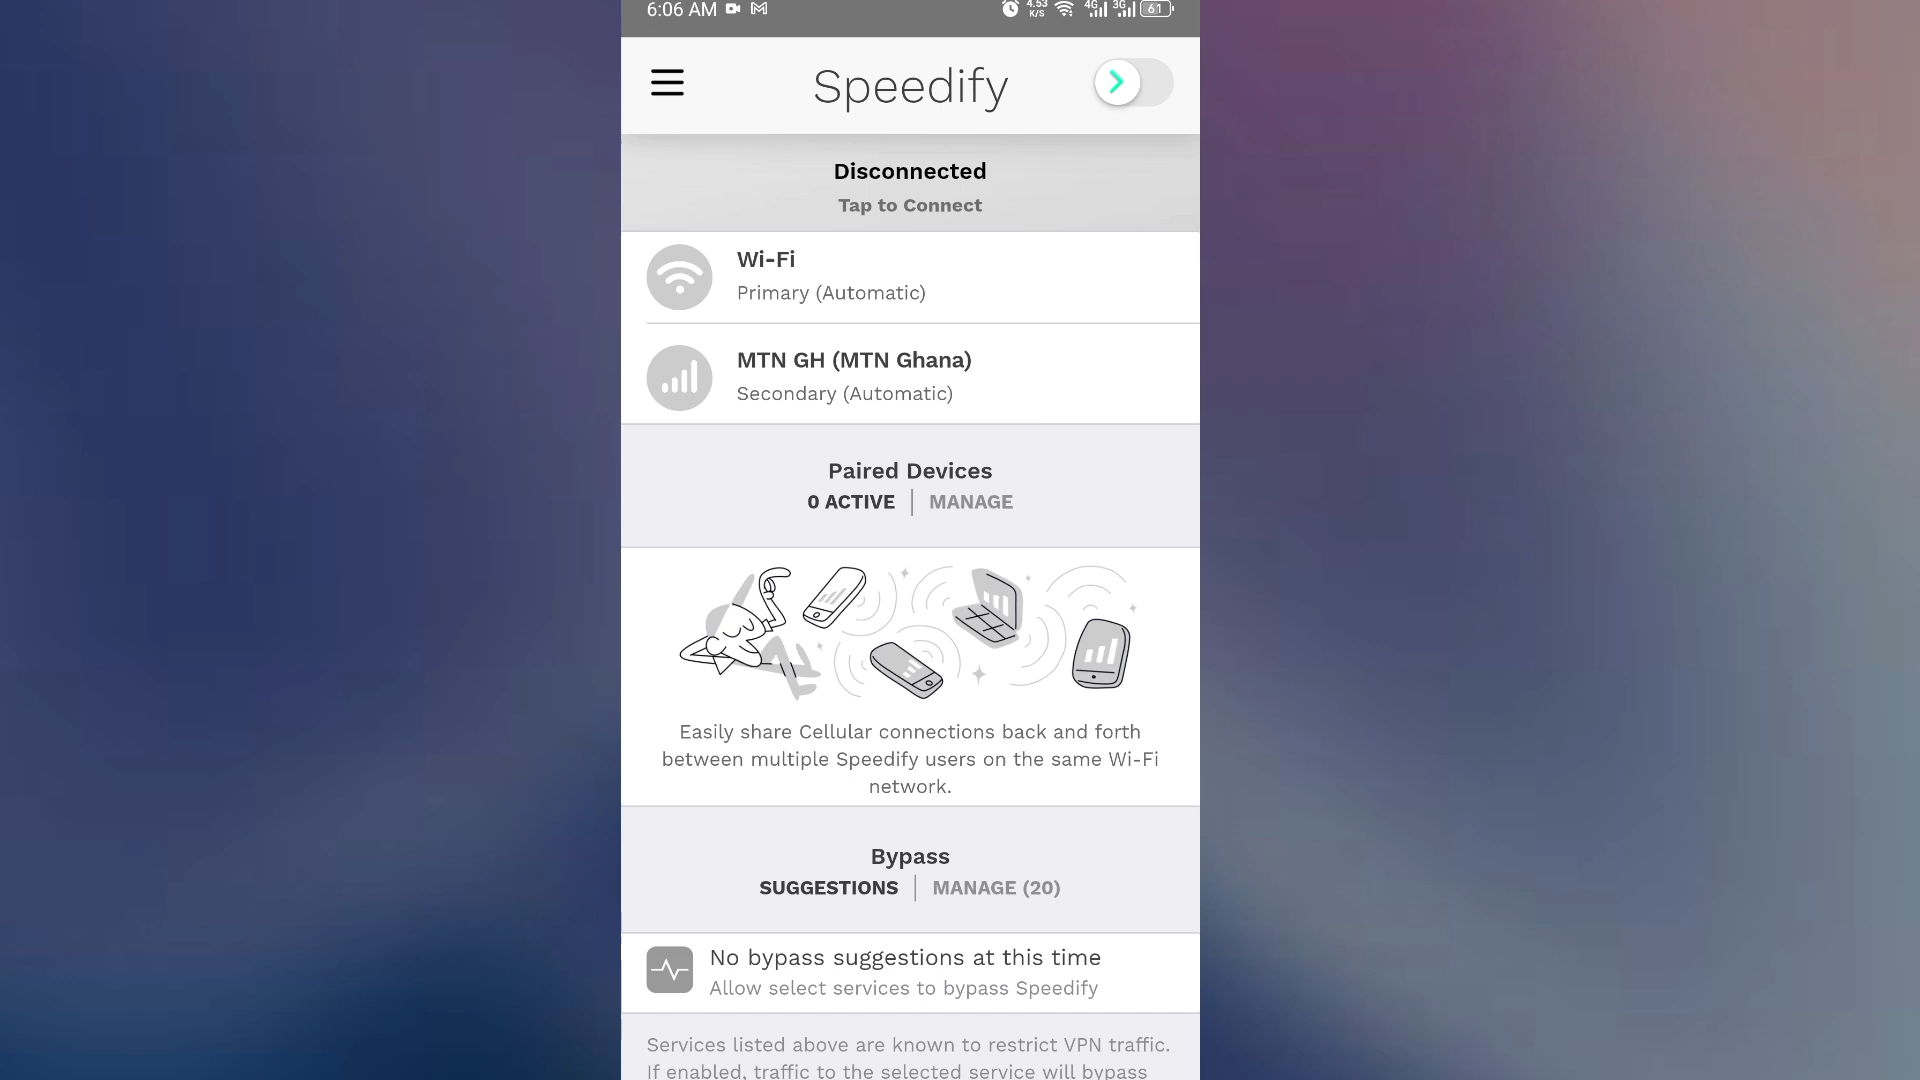 6:06 AM
4.53 K/S 4G 3G 61
Speedify
Disconnected
Tap to Connect
Wi-Fi
Primary (Automatic)
MTN GH (MTN Ghana)
Secondary (Automatic)
Paired Devices
0 ACTIVE | MANAGE
Easily share Cellular connections back and forth
between multiple Speedify users on the same Wi-Fi
network.
Bypass
SUGGESTIONS | MANAGE (20)
No bypass suggestions at this time
Allow select services to bypass Speedify
Services listed above are known to restrict VPN traffic.
If enabled, traffic to the selected service will bypass